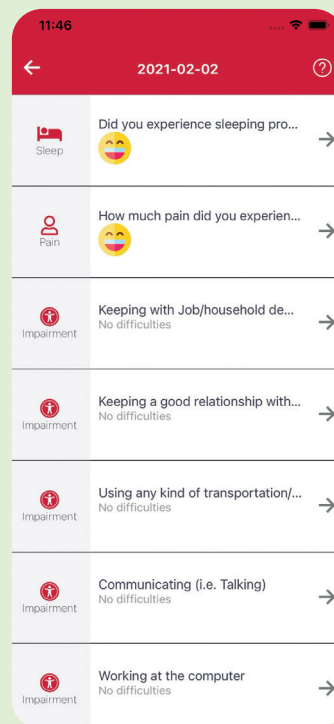 11:46
2021-02-02
Did you experience sleeping pro...
Sleep
How much pain did you experien...
Pain
Keeping with Job/household de...
No difficulties
Impairment
Keeping a good relationship with...
No difficulties
Impairment
Using any kind of transportation/...
No difficulties
Impairment
Communicating (i.e. Talking)
No difficulties
Impairment
Working at the computer
No difficulties
Impairment